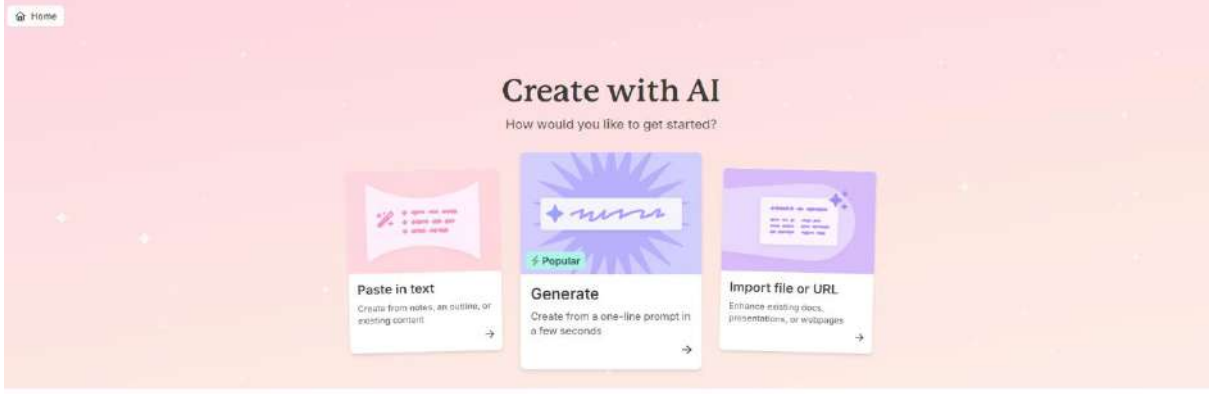 Home
Create with AI
How would you like to get started?
Paste in text
Create from notes, an outline, or
existing content
Popular
Generate
Create from a one-line prompt in
a few seconds
Import file or URL
Enhance existing docs,
presentations, or webpages